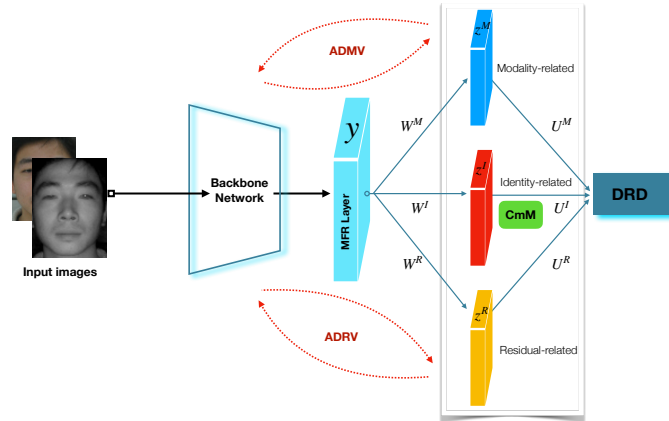 ADMV
z^M
Modality-related
y
W^M
U^M
Backbone
Network
MFR Layer
z^I
Identity-related
DRD
W^I
CmM
U^I
Input images
W^R
U^R
z^R
ADRV
Residual-related